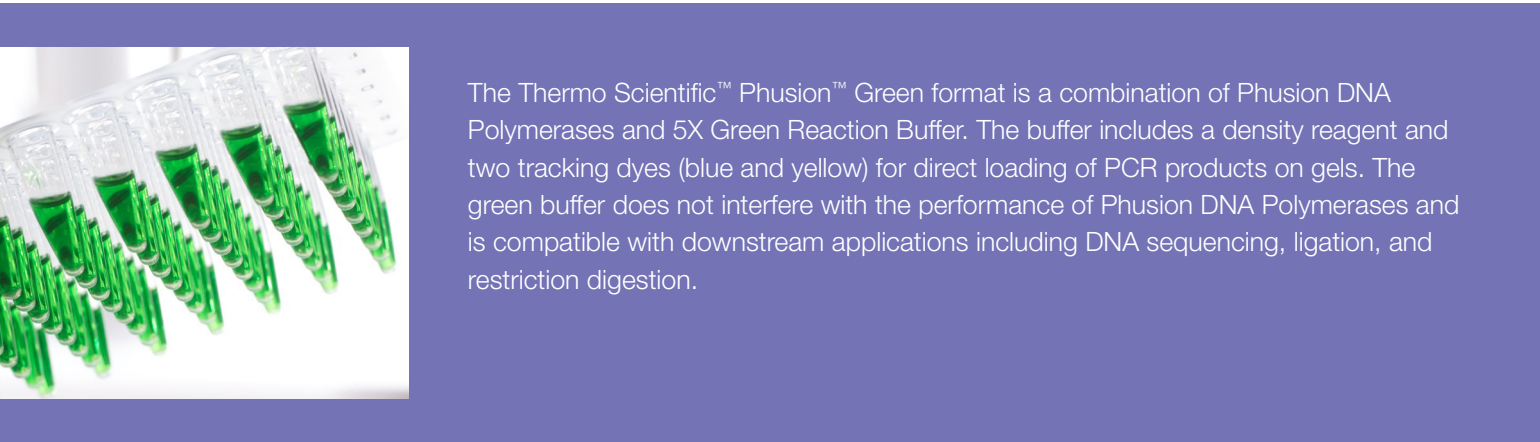 The Thermo Scientific™ Phusion™ Green format is a combination of Phusion DNA
Polymerases and 5X Green Reaction Buffer. The buffer includes a density reagent and
two tracking dyes (blue and yellow) for direct loading of PCR products on gels. The
green buffer does not interfere with the performance of Phusion DNA Polymerases and
is compatible with downstream applications including DNA sequencing, ligation, and
restriction digestion.